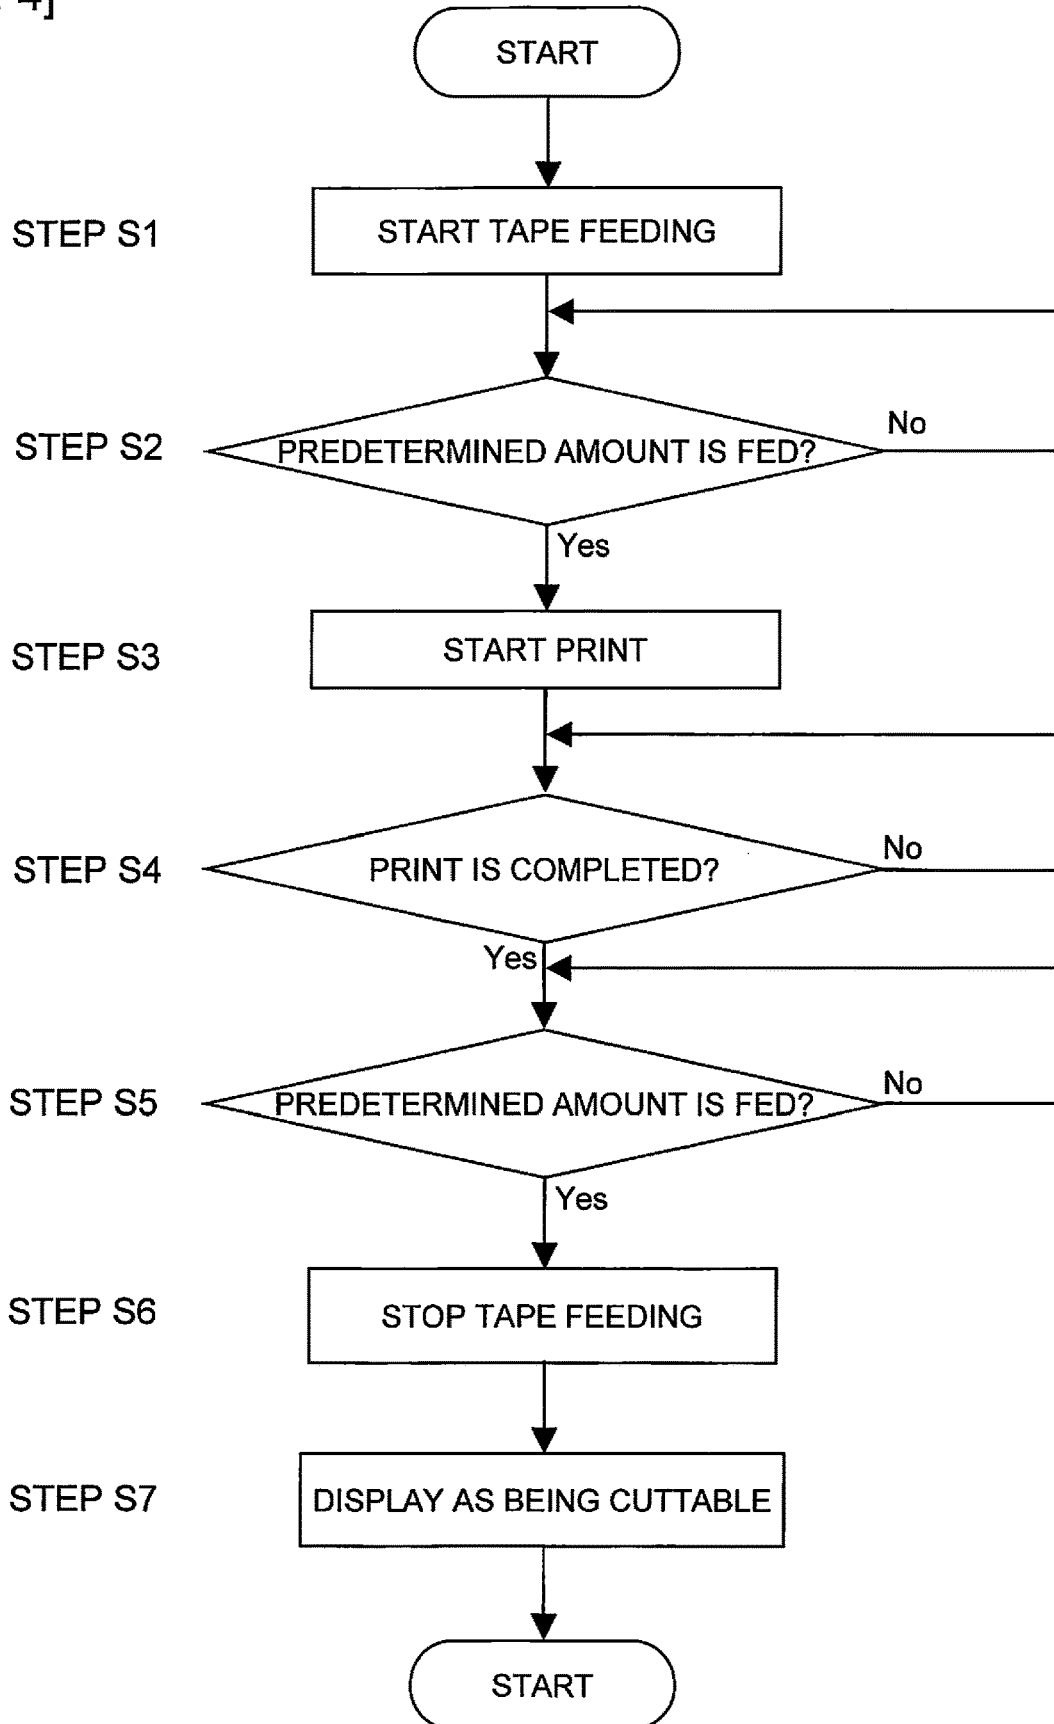 4]
START
STEP S1
START TAPE FEEDING
STEP S2
PREDETERMINED AMOUNT IS FED?
No
Yes
STEP S3
START PRINT
STEP S4
PRINT IS COMPLETED?
No
Yes
STEP S5
PREDETERMINED AMOUNT IS FED?
No
Yes
STEP S6
STOP TAPE FEEDING
STEP S7
DISPLAY AS BEING CUTTABLE
START